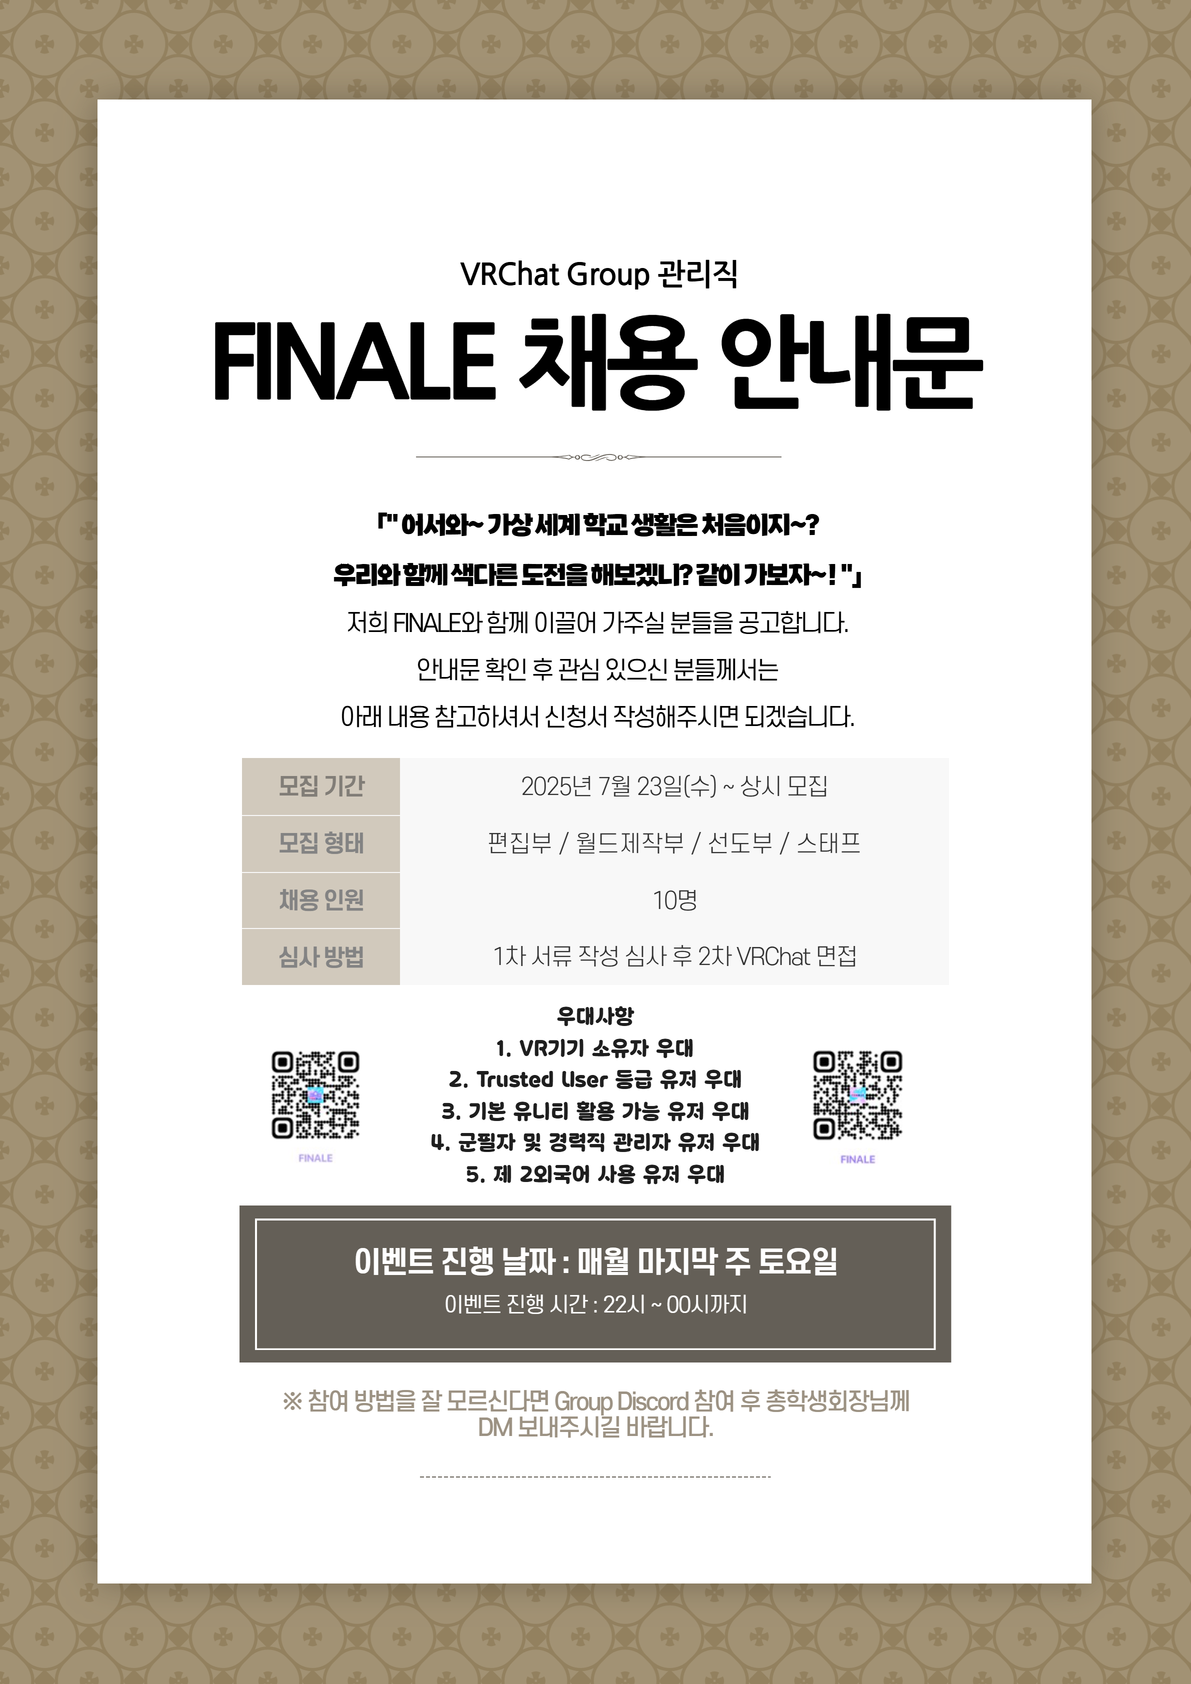 VRChat Group 관리직
FINALE 채용 안내문
「" 어서와~ 가상 세계 학교 생활은 처음이지~?
우리와 함께 색다른 도전을 해보겠니? 같이 가보자~! "」
저희 FINALE와 함께 이끌어 가주실 분들을 공고합니다.
안내문 확인 후 관심 있으신 분들께서는
아래 내용 참고하셔서 신청서 작성해주시면 되겠습니다.
모집 기간 2025년 7월 23일(수) ~ 상시 모집
모집 형태 편집부 / 월드제작부 / 선도부 / 스태프
채용 인원 10명
심사 방법 1차 서류 작성 심사 후 2차 VRChat 면접
우대사항
1. VR기기 소유자 우대
2. Trusted User 등급 유저 우대
3. 기본 유니티 활용 가능 유저 우대
4. 군필자 및 경력직 관리자 유저 우대
5. 제 2외국어 사용 유저 우대
FINALE
FINALE
이벤트 진행 날짜 : 매월 마지막 주 토요일
이벤트 진행 시간 : 22시 ~ 00시까지
※ 참여 방법을 잘 모르신다면 Group Discord 참여 후 총학생회장님께
DM 보내주시길 바랍니다.